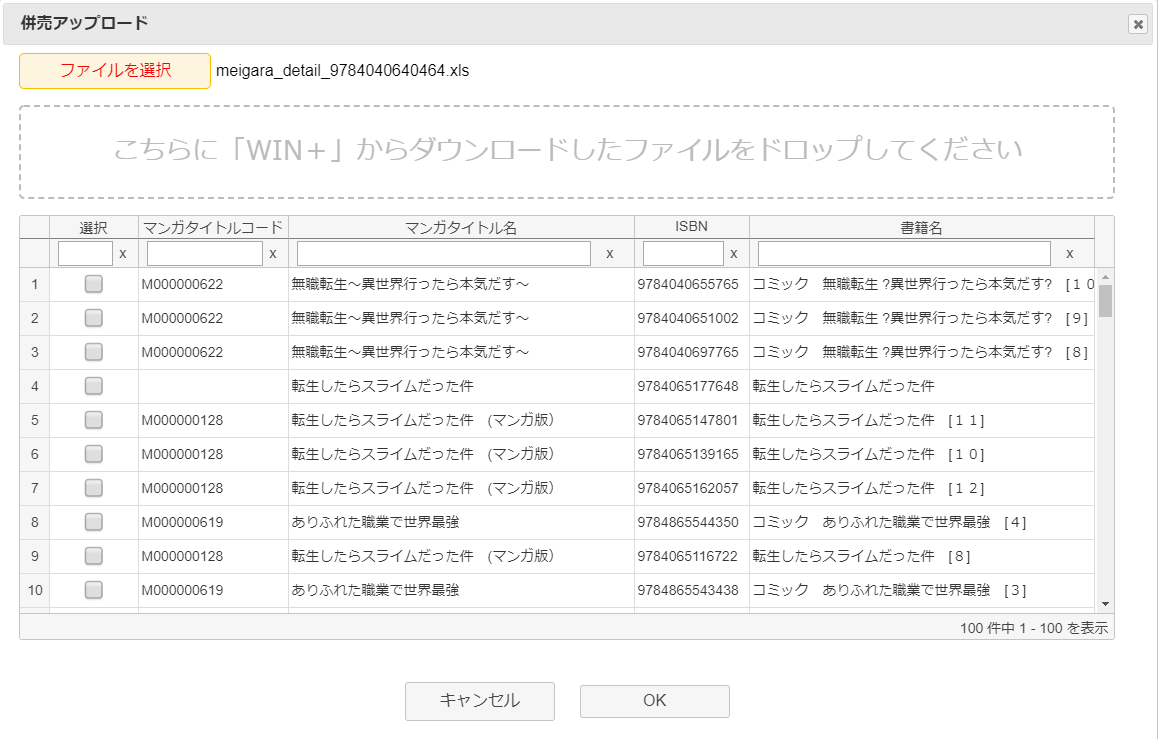 併売アップロード
ファイルを選択 meigara_detail_9784040640464.xls
こちらに「WIN＋」からダウンロードしたファイルをドロップしてください
選択 マンガタイトルコード マンガタイトル名 ISBN 書籍名
x x x x x
1 M000000622 無職転生～異世界行ったら本気だす～ 9784040655765 コミック　無職転生 ?異世界行ったら本気だす?　[１０
2 M000000622 無職転生～異世界行ったら本気だす～ 9784040651002 コミック　無職転生 ?異世界行ったら本気だす?　[９]
3 M000000622 無職転生～異世界行ったら本気だす～ 9784040697765 コミック　無職転生 ?異世界行ったら本気だす?　[８]
4 転生したらスライムだった件 9784065177648 転生したらスライムだった件
5 M000000128 転生したらスライムだった件　(マンガ版） 9784065147801 転生したらスライムだった件　[１１]
6 M000000128 転生したらスライムだった件　(マンガ版） 9784065139165 転生したらスライムだった件　[１０]
7 M000000128 転生したらスライムだった件　(マンガ版） 9784065162057 転生したらスライムだった件　[１２]
8 M000000619 ありふれた職業で世界最強 9784865544350 コミック　ありふれた職業で世界最強　[４]
9 M000000128 転生したらスライムだった件　(マンガ版） 9784065116722 転生したらスライムだった件　[８]
10 M000000619 ありふれた職業で世界最強 9784865543438 コミック　ありふれた職業で世界最強　[３]
100 件中 1 - 100 を表示
キャンセル OK